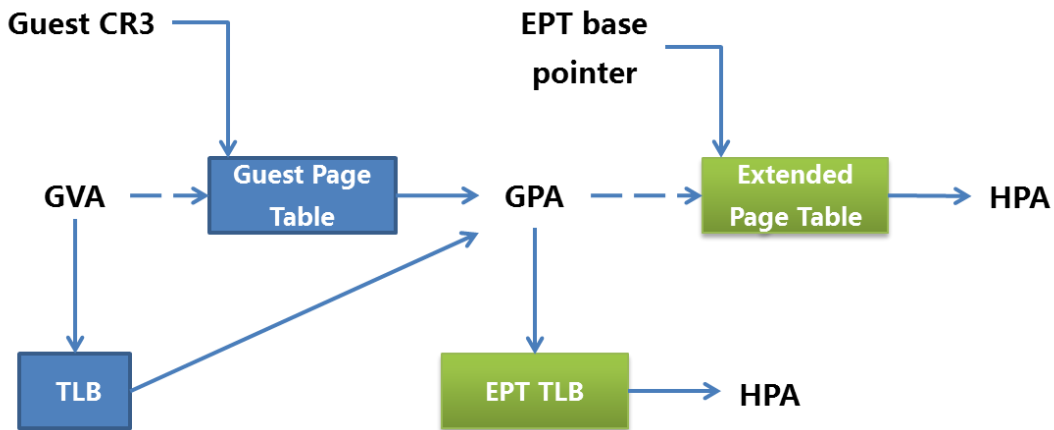 Guest CR3
EPT base
pointer
GVA
Guest Page
Table
GPA
Extended
Page Table
HPA
TLB
EPT TLB
HPA